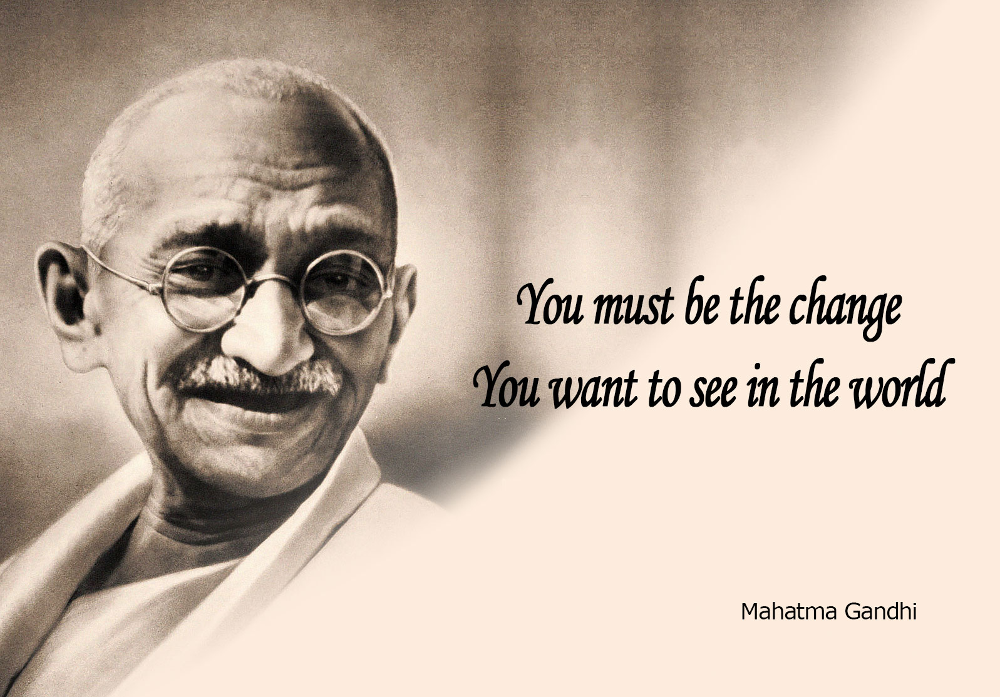 You must be the change
You want to see in the world
Mahatma Gandhi